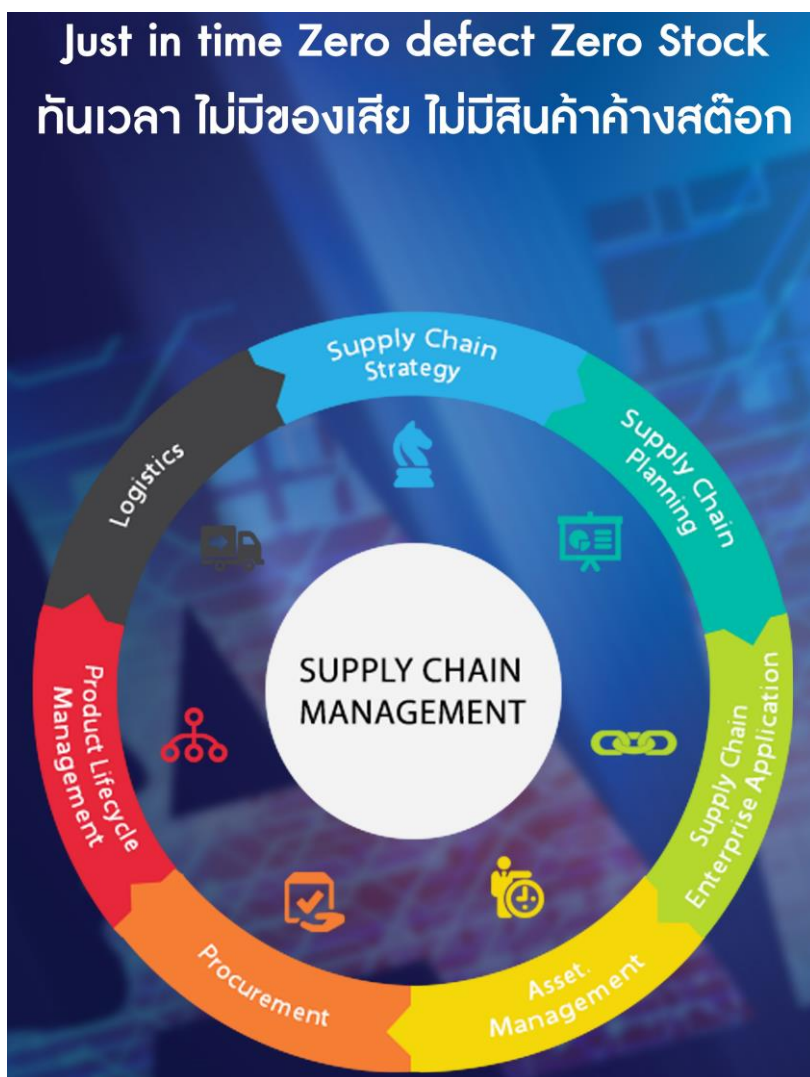 Just in time Zero defect Zero Stock
ทันเวลา ไม่มีของเสีย ไม่มีสินค้าค้างสต๊อก
Supply Chain
Strategy
Supply Chain
Planning
Supply Chain
Enterprise Application
Asset.
Management
Procurement
Product Lifecycle
Management
Logistics
SUPPLY CHAIN
MANAGEMENT